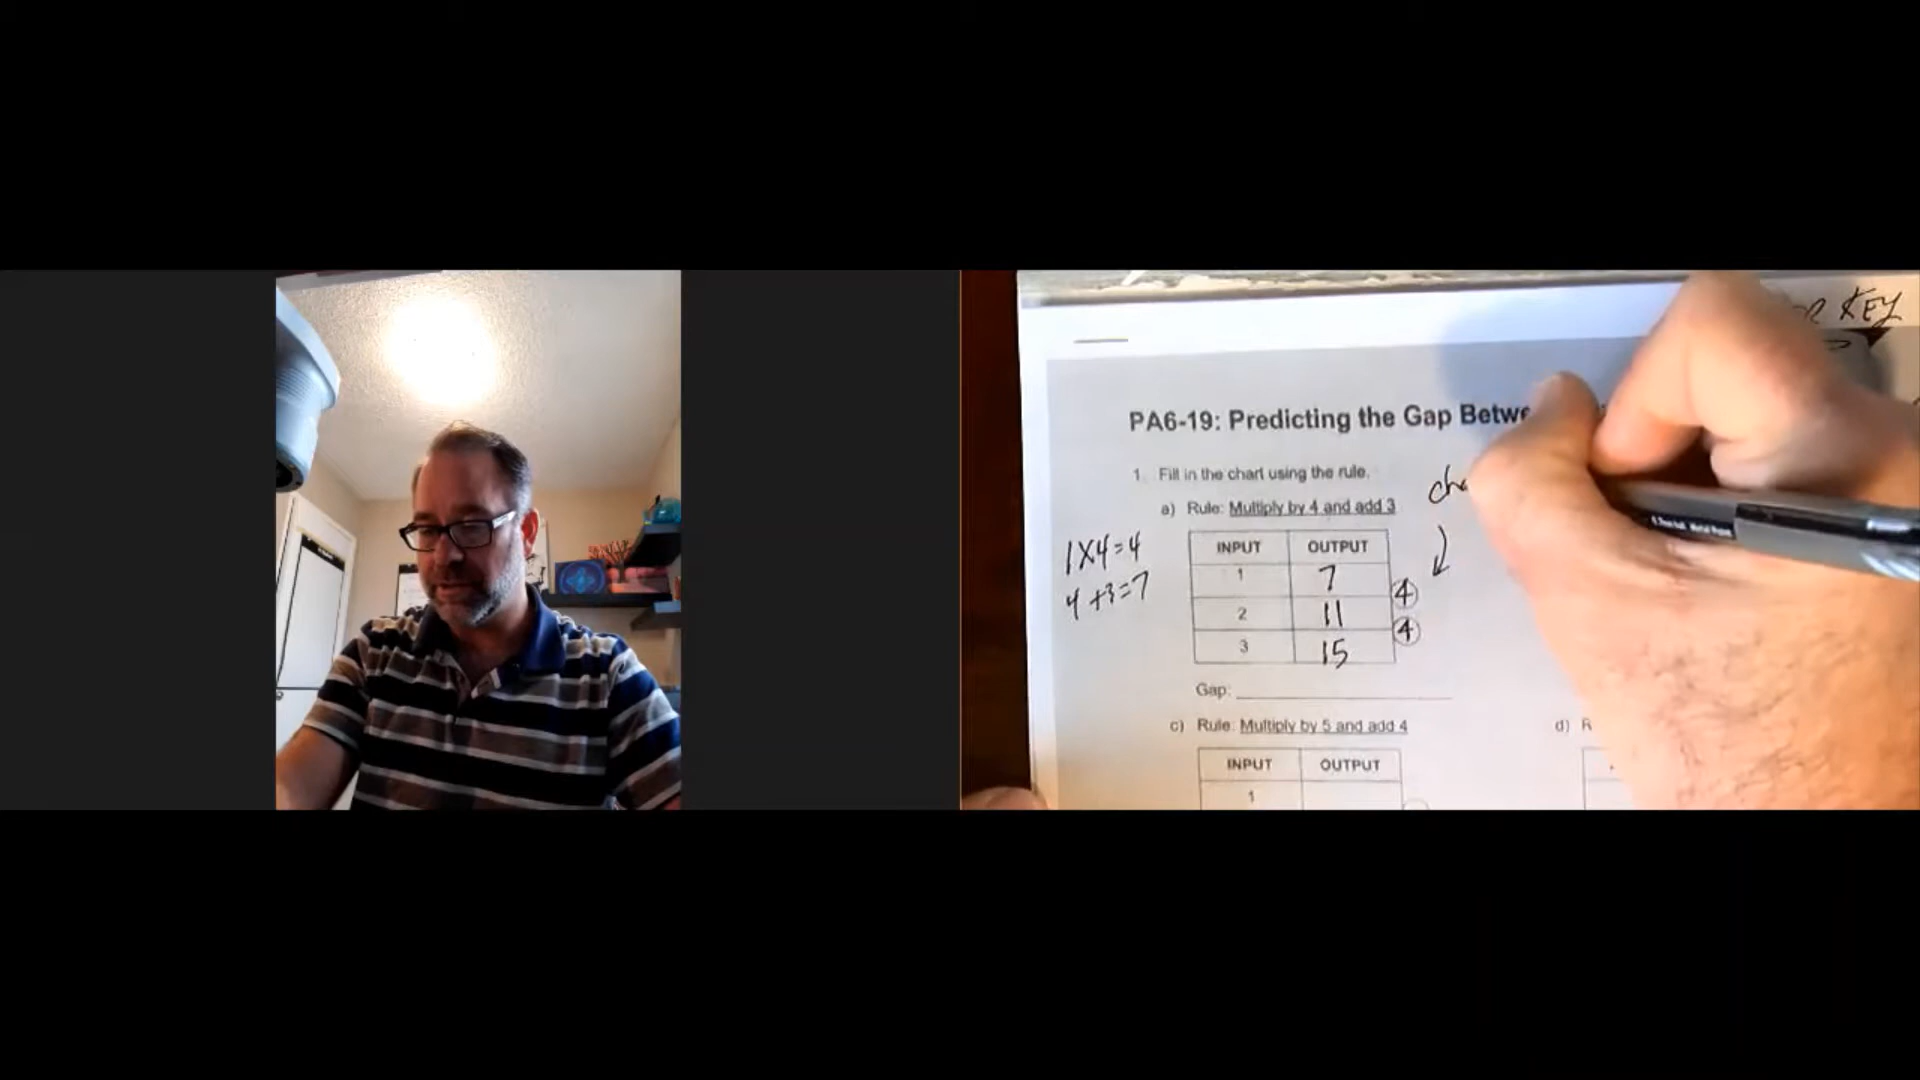 KEY
PA6-19: Predicting the Gap
1. Fill in the chart using the rule.
a) Rule: Multiply by 4 and add 3
1X4=4
4+3=7
INPUT OUTPUT
1 7
2 11
3 15
4
4
Gap:
c) Rule: Multiply by 5 and add 4
d)
INPUT OUTPUT
1